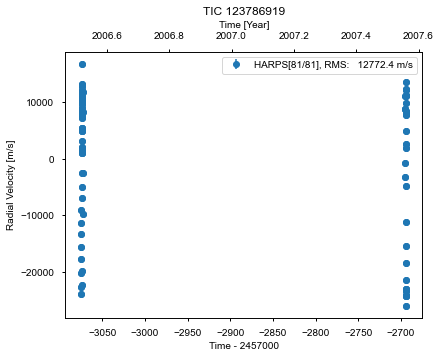 TIC 123786919
Time [Year]
2006.6 2006.8 2007.0 2007.2 2007.4 2007.6
HARPS[81/81], RMS: 12772.4 m/s
10000
0
−10000
−20000
Radial Velocity [m/s]
−3050 −3000 −2950 −2900 −2850 −2800 −2750 −2700
Time - 2457000